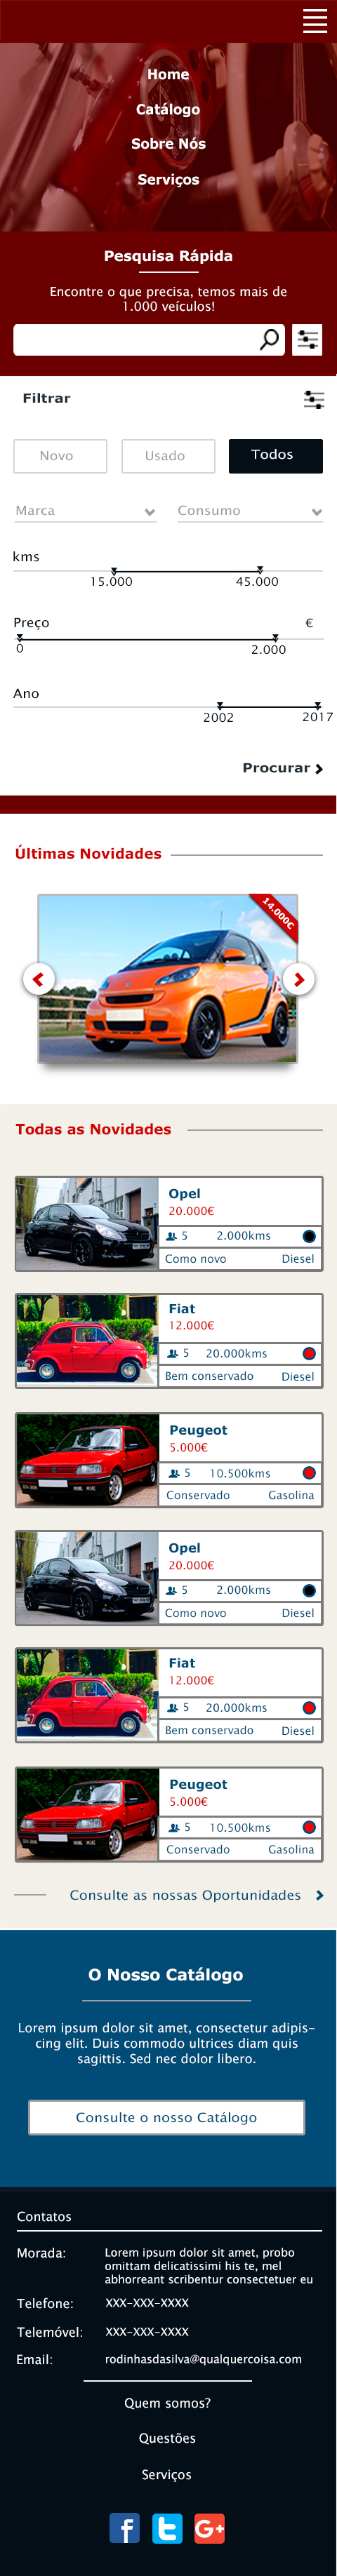 Home
Catálogo
Sobre Nós
Serviços
Pesquisa Rápida
Encontre o que precisa, temos mais de
1.000 veículos!
Filtrar
Novo
Usado
Todos
Marca
Consumo
kms
15.000
45.000
Preço
€
0
2.000
Ano
2002
2017
Procurar
Últimas Novidades
14.000€
Todas as Novidades
Opel
20.000€
5 2.000kms
Como novo Diesel
Fiat
12.000€
5 20.000kms
Bem conservado Diesel
Peugeot
5.000€
5 10.500kms
Conservado Gasolina
Opel
20.000€
5 2.000kms
Como novo Diesel
Fiat
12.000€
5 20.000kms
Bem conservado Diesel
Peugeot
5.000€
5 10.500kms
Conservado Gasolina
Consulte as nossas Oportunidades
O Nosso Catálogo
Lorem ipsum dolor sit amet, consectetur adipis-
cing elit. Duis commodo ultrices diam quis
sagittis. Sed nec dolor libero.
Consulte o nosso Catálogo
Contatos
Morada: Lorem ipsum dolor sit amet, probo
omittam delicatissimi his te, mel
abhorreant scribentur consectetuer eu
Telefone: XXX-XXX-XXXX
Telemóvel: XXX-XXX-XXXX
Email: rodinhasdasilva@qualquercoisa.com
Quem somos?
Questões
Serviços
f
t
G+